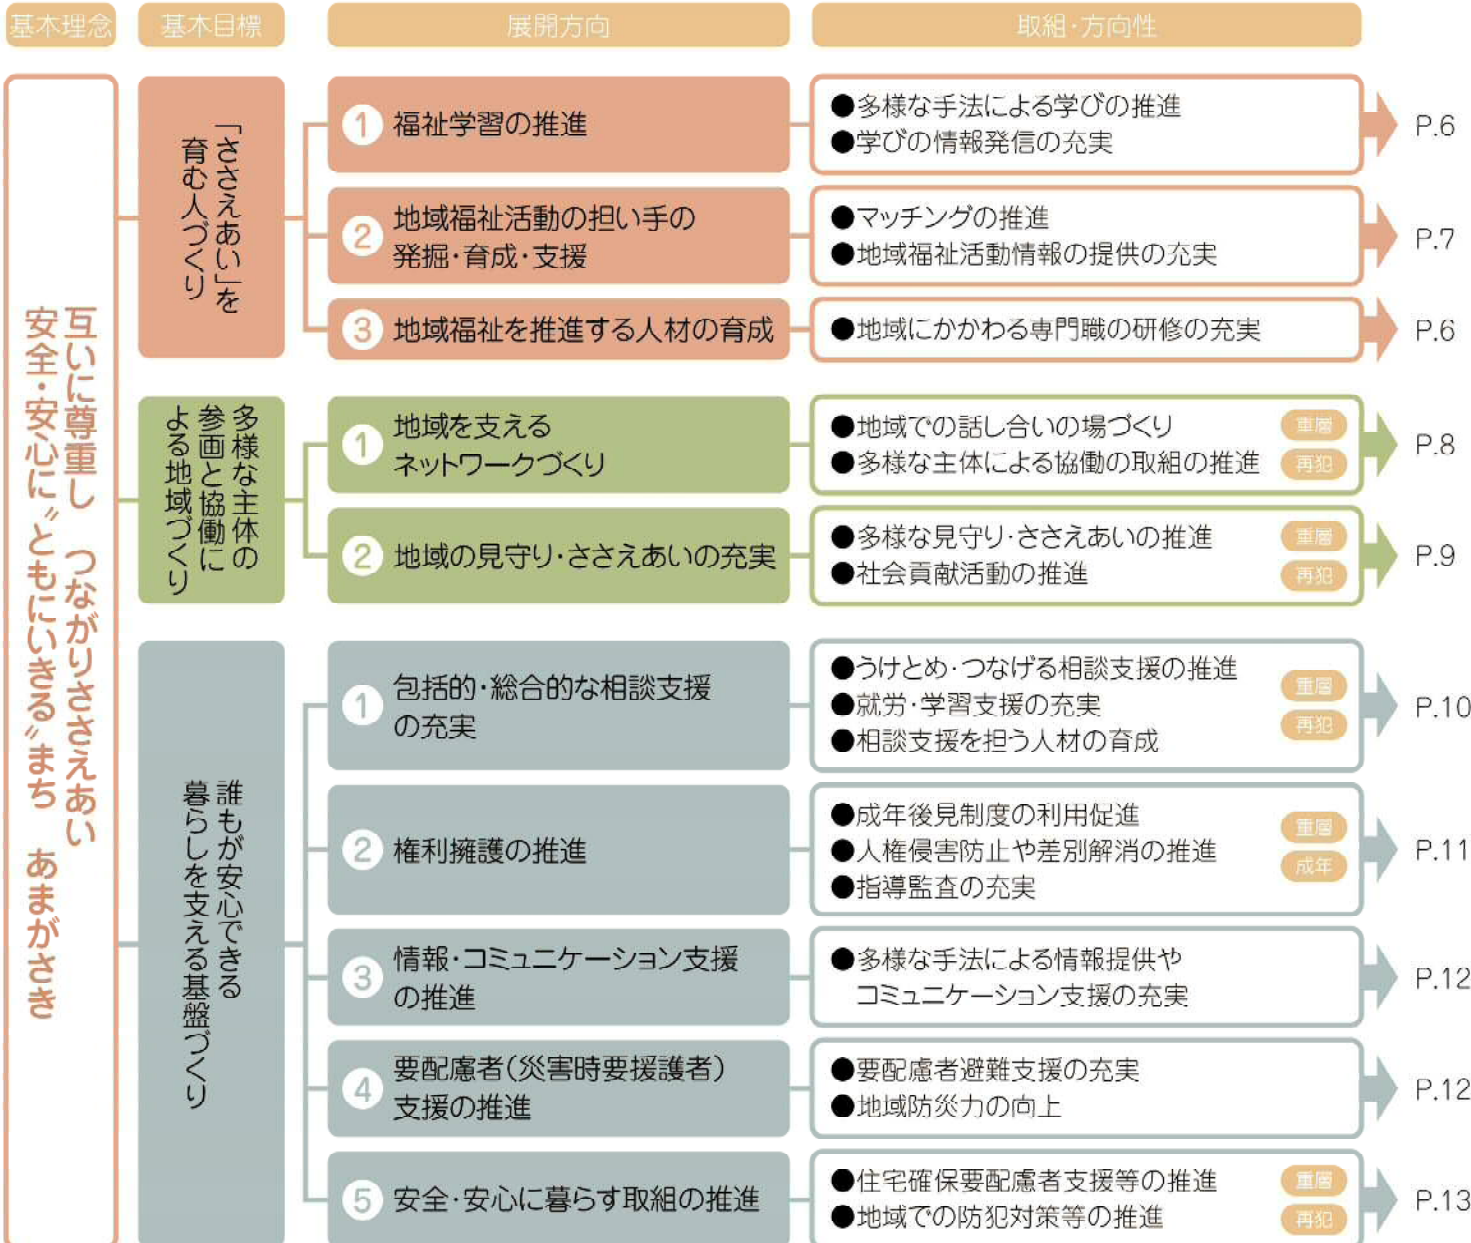 基本理念
基本目標
展開方向
取組・方向性
互いに尊重し　つながりささえあい
安全・安心に〝ともにいきる〟まち　あまがさき
「ささえあい」を
育む人づくり
① 福祉学習の推進
●多様な手法による学びの推進
●学びの情報発信の充実
P.6
② 地域福祉活動の担い手の
発掘・育成・支援
●マッチングの推進
●地域福祉活動情報の提供の充実
P.7
③ 地域福祉を推進する人材の育成
●地域にかかわる専門職の研修の充実
P.6
多様な主体の
参画と協働に
よる地域づくり
① 地域を支える
ネットワークづくり
●地域での話し合いの場づくり
●多様な主体による協働の取組の推進
重層
再犯
P.8
② 地域の見守り・ささえあいの充実
●多様な見守り・ささえあいの推進
●社会貢献活動の推進
重層
再犯
P.9
誰もが安心できる
暮らしを支える基盤づくり
① 包括的・総合的な相談支援
の充実
●うけとめ・つなげる相談支援の推進
●就労・学習支援の充実
●相談支援を担う人材の育成
重層
再犯
P.10
② 権利擁護の推進
●成年後見制度の利用促進
●人権侵害防止や差別解消の推進
●指導監査の充実
重層
成年
P.11
③ 情報・コミュニケーション支援
の推進
●多様な手法による情報提供や
コミュニケーション支援の充実
P.12
④ 要配慮者（災害時要援護者）
支援の推進
●要配慮者避難支援の充実
●地域防災力の向上
P.12
⑤ 安全・安心に暮らす取組の推進
●住宅確保要配慮者支援等の推進
●地域での防犯対策等の推進
重層
再犯
P.13